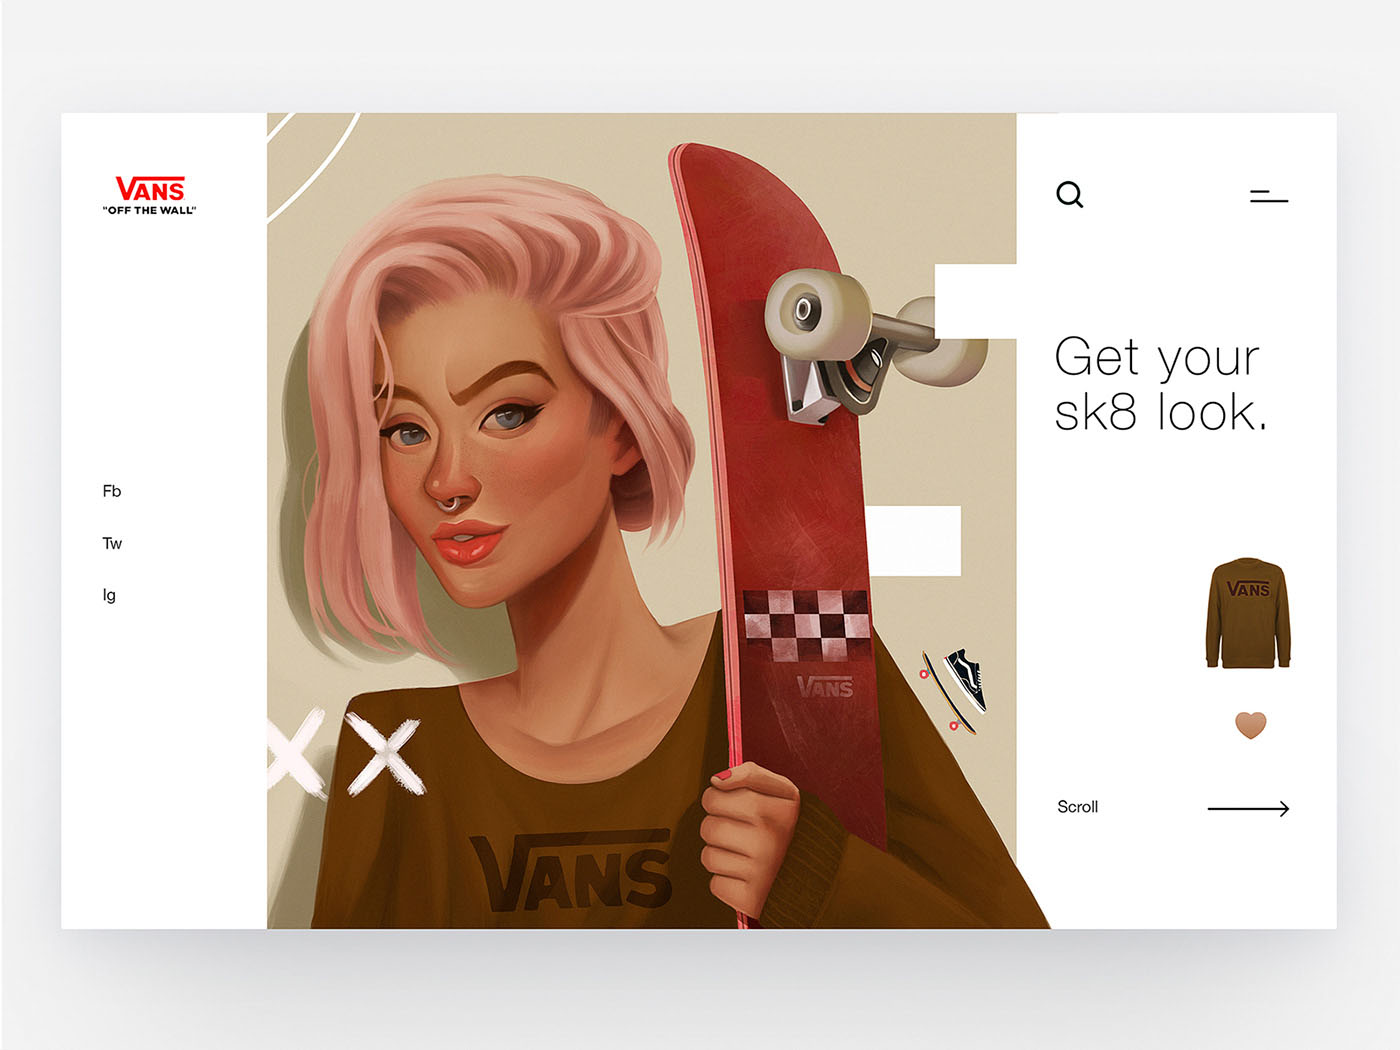 VANS
"OFF THE WALL"
Get your
sk8 look.
Fb
Tw
Ig
VANS
VANS
VANS
Scroll